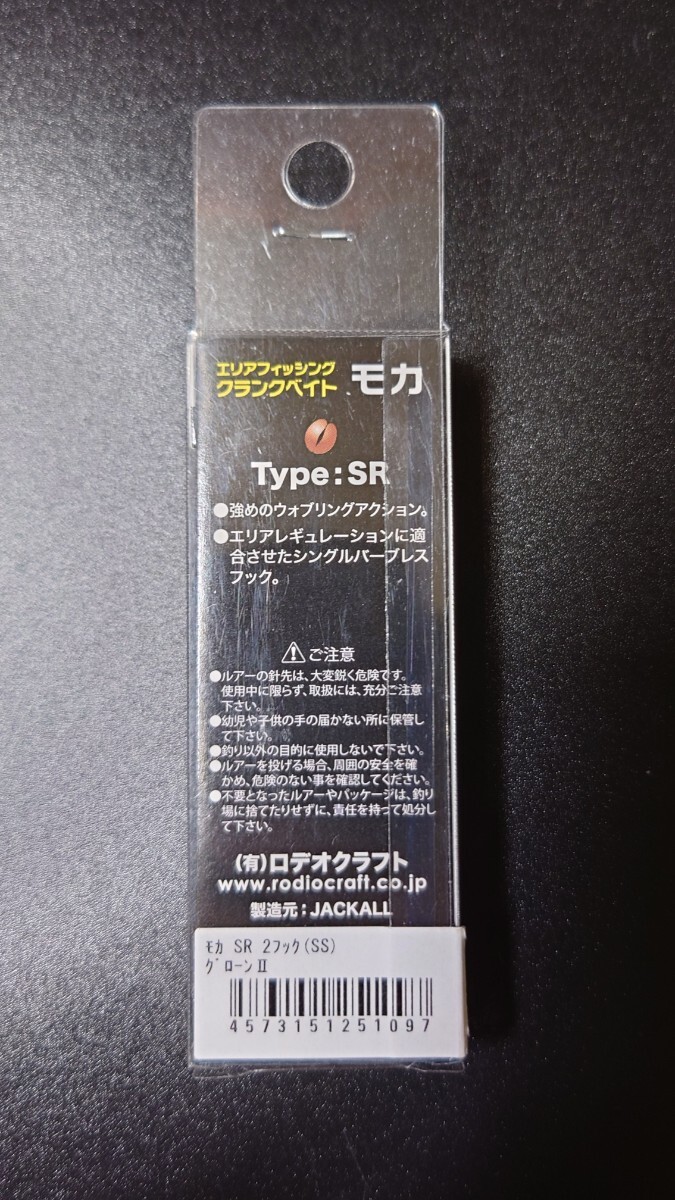 エリアフィッシング
クランクベイト モカ
Type:SR
●強めのウォブリングアクション。
●エリアレギュレーションに適
合させたシングルバーブレス
フック。
ご注意
●ルアーの針先は、大変鋭く危険です。
使用中に限らず、取扱には、充分ご注意
下さい。
●幼児や子供の手の届かない所に保管し
て下さい。
●釣り以外の目的に使用しないで下さい。
●ルアーを投げる場合、周囲の安全を確
かめ、危険のない事を確認してください。
●不要となったルアーやパッケージは、釣り
場に捨てたりせずに、責任を持って処分し
て下さい。
(有)ロデオクラフト
www.rodiocraft.co.jp
製造元:JACKALL
ﾓｶ SR 2ﾌｯｸ(SS)
ｸﾞﾛｰﾝⅡ
4573151251097